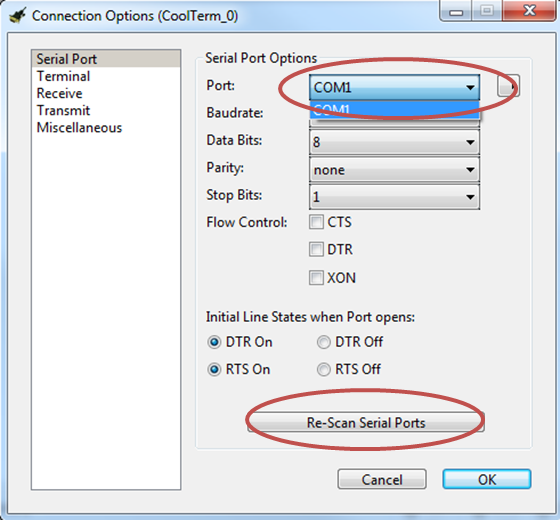 Connection Options (CoolTerm_0)
Serial Port
Terminal
Receive
Transmit
Miscellaneous
Serial Port Options
Port: COM1
COM1
Baudrate:
Data Bits: 8
Parity: none
Stop Bits: 1
Flow Control: CTS
DTR
XON
Initial Line States when Port opens:
DTR On DTR Off
RTS On RTS Off
Re-Scan Serial Ports
Cancel OK